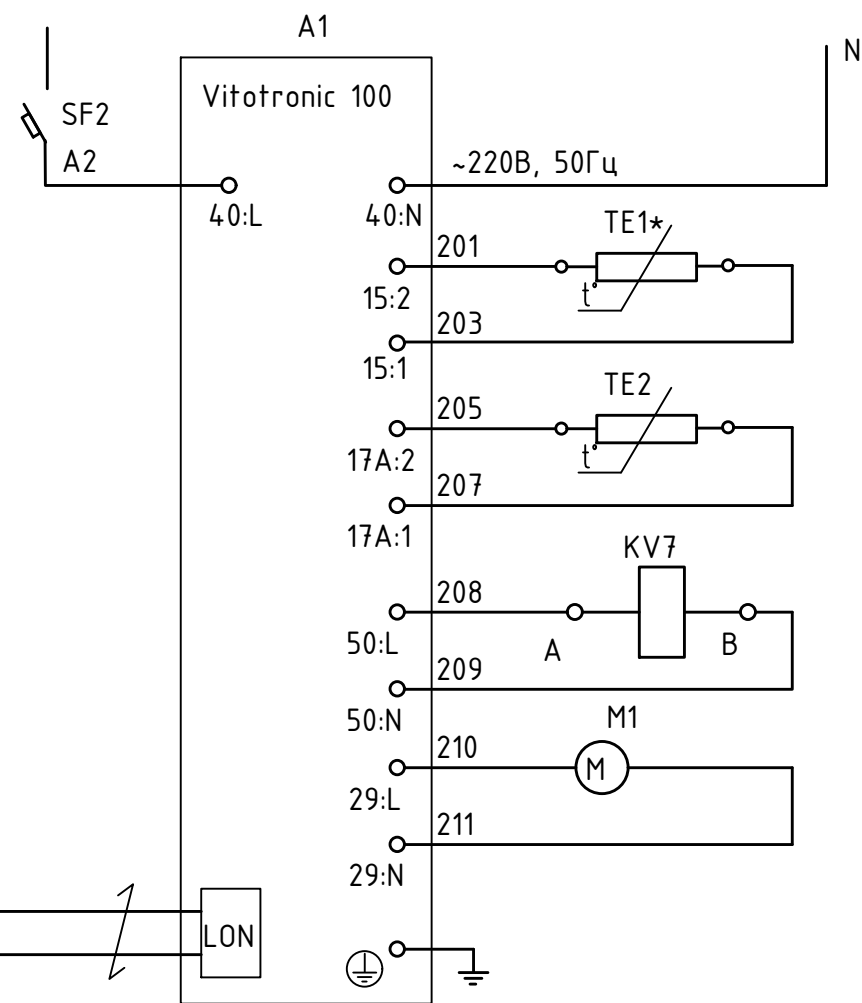 A1
N
Vitotronic 100
SF2
A2
~220В, 50Гц
40:L
40:N
TE1*
201
t°
15:2
203
15:1
TE2
205
t°
17A:2
207
17A:1
KV7
208
50:L
A
B
209
50:N
M1
210
M
29:L
211
29:N
LON